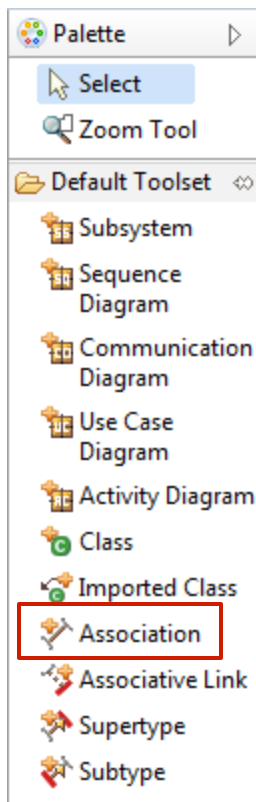 Palette
Select
Zoom Tool
Default Toolset
Subsystem
Sequence
Diagram
Communication
Diagram
Use Case
Diagram
Activity Diagram
Class
Imported Class
Association
Associative Link
Supertype
Subtype